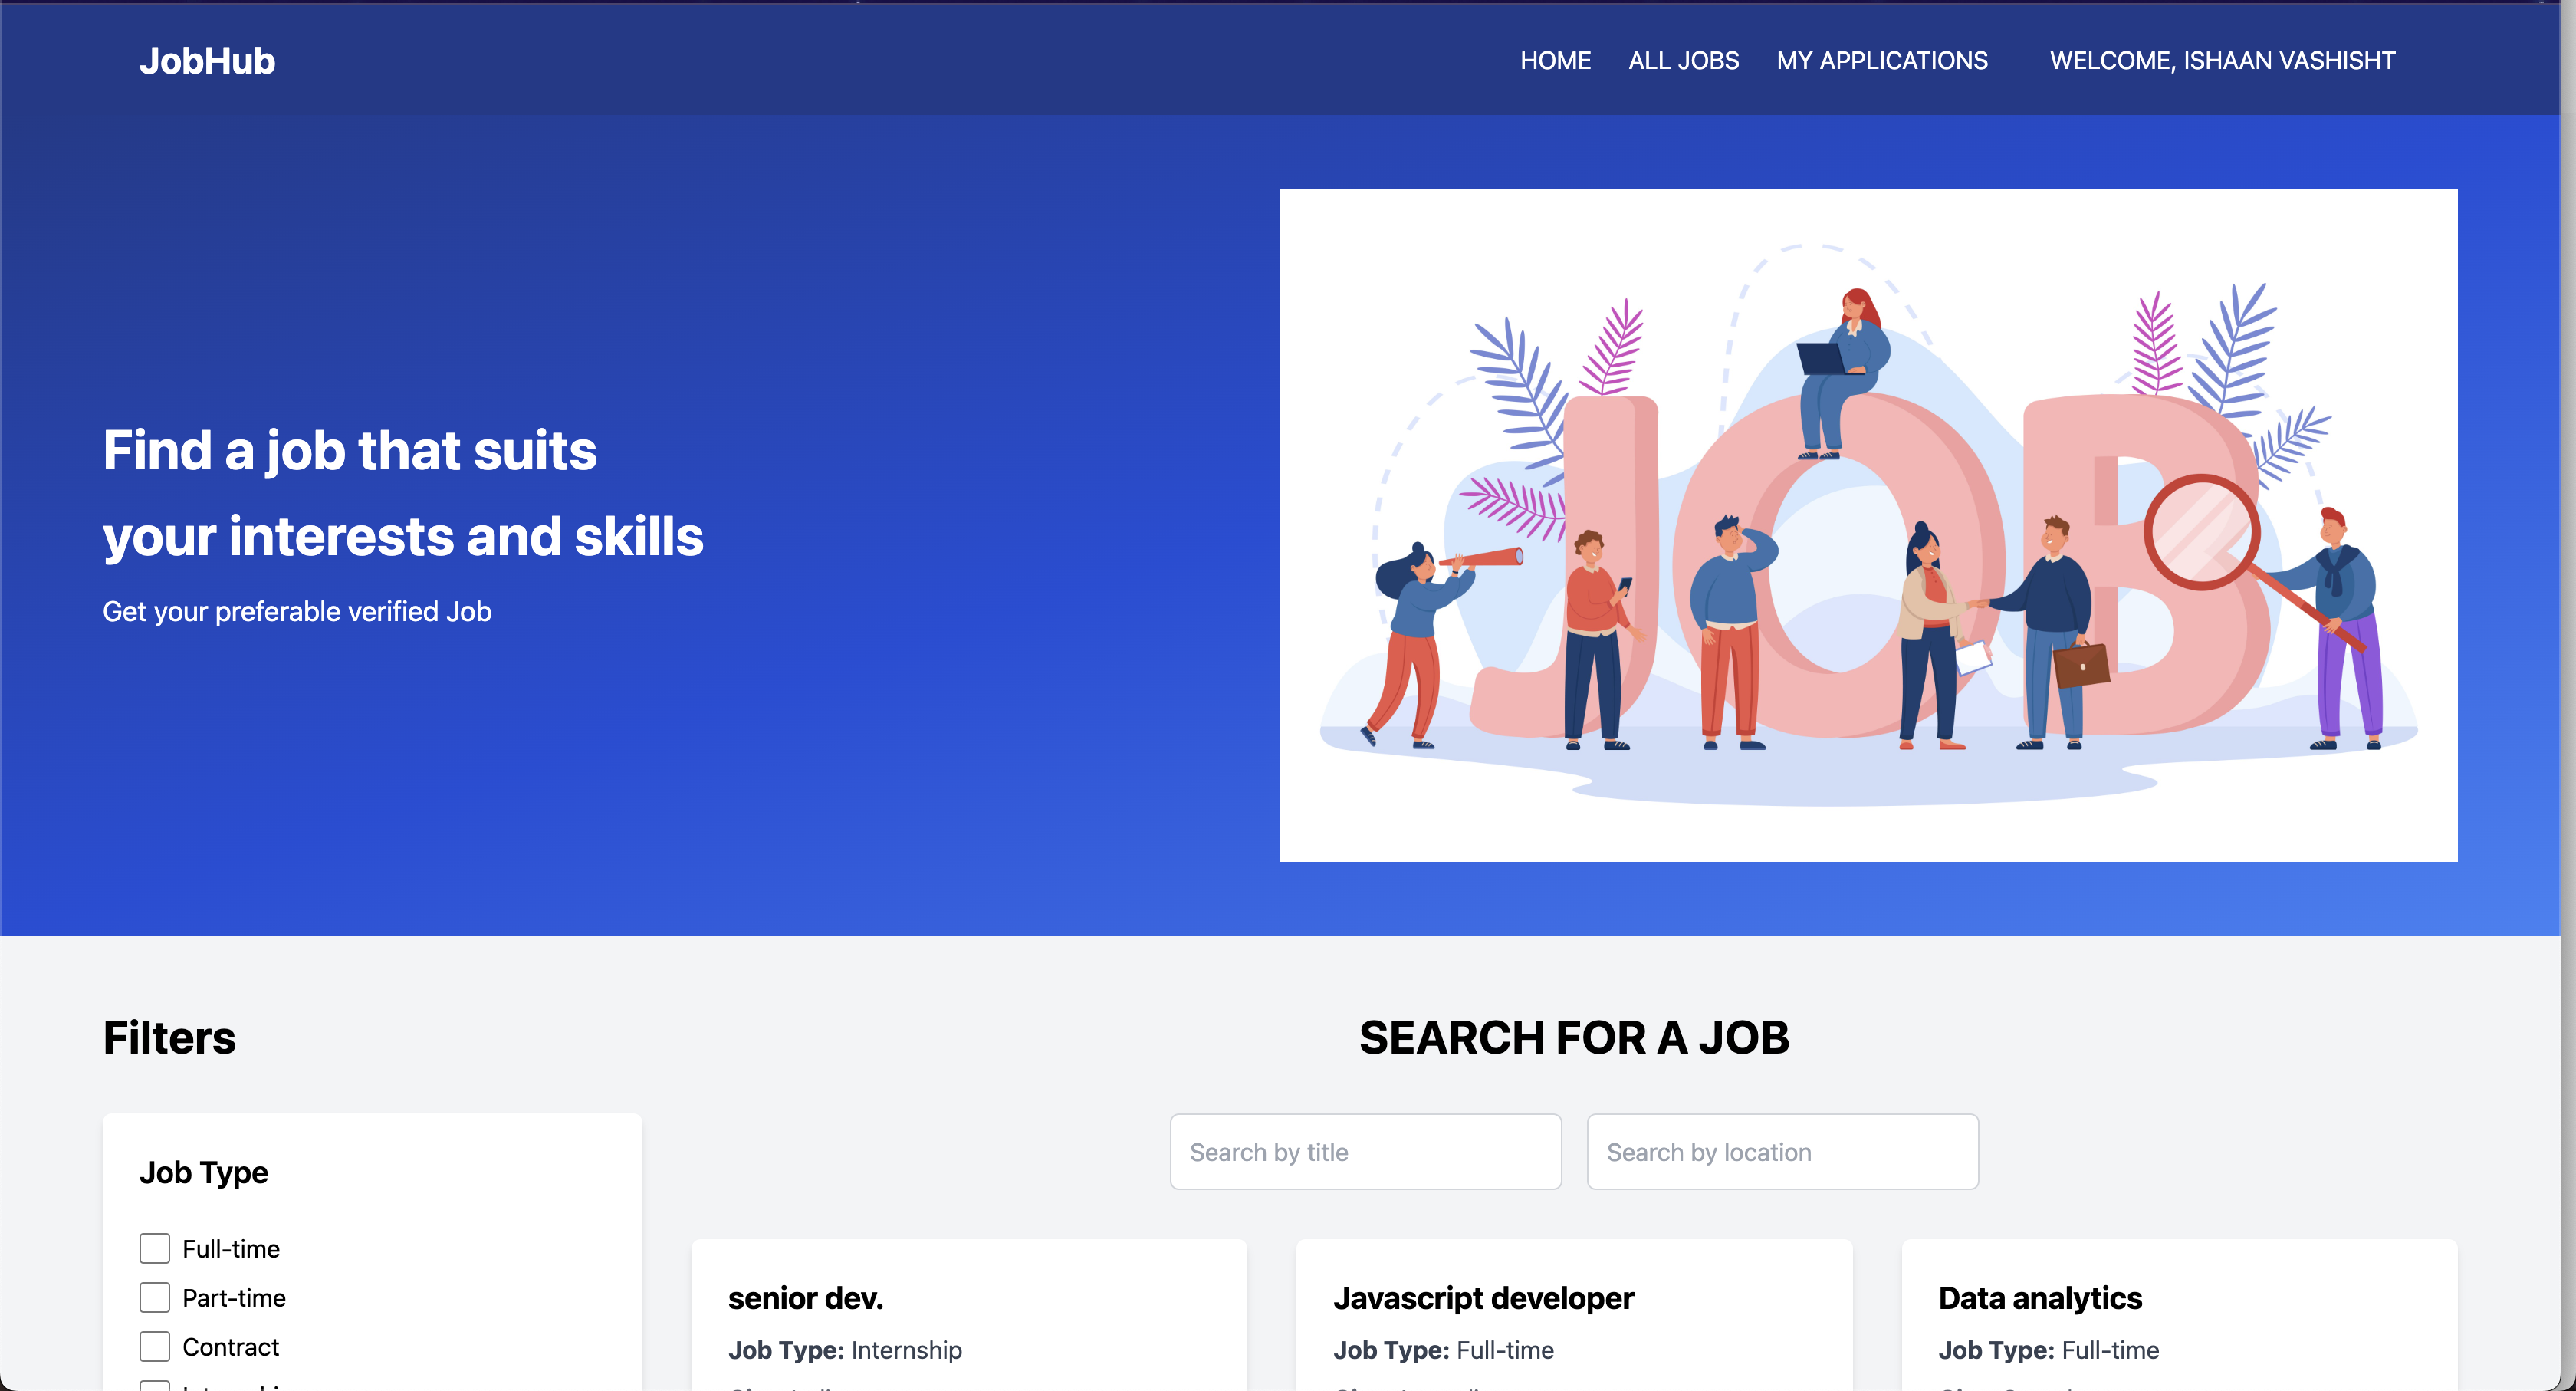 JobHub
HOME ALL JOBS MY APPLICATIONS WELCOME, ISHAAN VASHISHT
Find a job that suits
your interests and skills
Get your preferable verified Job
JOB
Filters
SEARCH FOR A JOB
Search by title
Search by location
Job Type
Full-time
Part-time
Contract
senior dev.
Job Type: Internship
Javascript developer
Job Type: Full-time
Data analytics
Job Type: Full-time